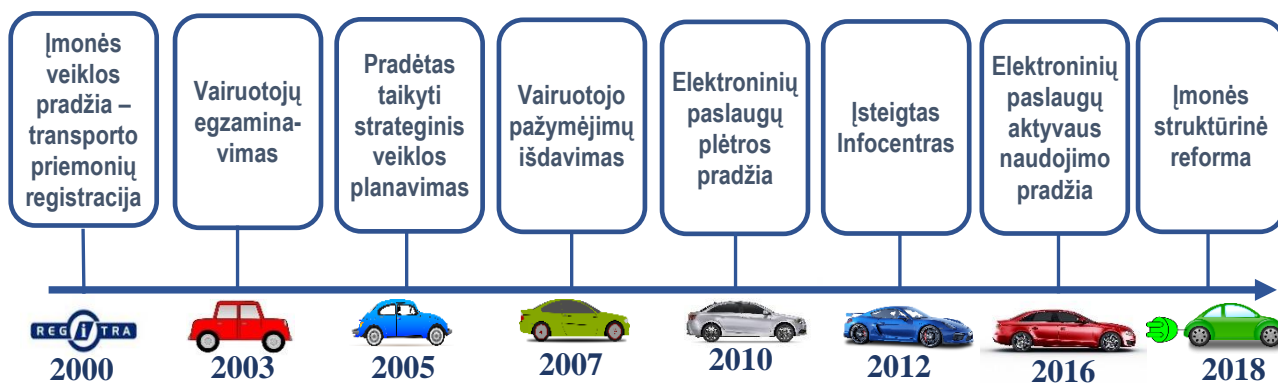 Įmonės
veiklos
pradžia –
transporto
priemonių
registracija
Vairuotojų
egzamina-
vimas
Pradėtas
taikyti
strateginis
veiklos
planavimas
Vairuotojo
pažymėjimų
išdavimas
Elektroninių
paslaugų
plėtros
pradžia
Įsteigtas
Infocentras
Elektroninių
paslaugų
aktyvaus
naudojimo
pradžia
Įmonės
struktūrinė
reforma
REGITRA
2000
2003
2005
2007
2010
2012
2016
2018